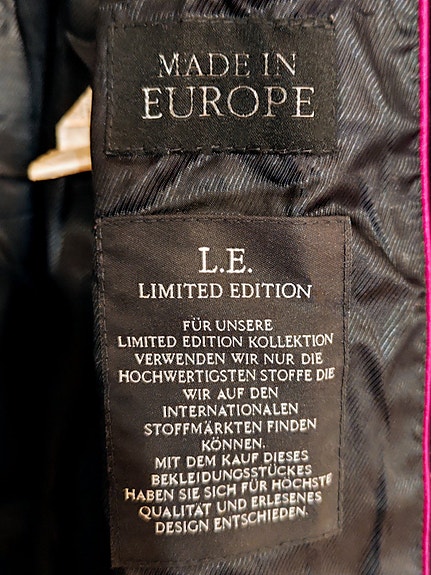 MADE IN
EUROPE
L.E.
LIMITED EDITION
FÜR UNSERE
LIMITED EDITION KOLLEKTION
VERWENDEN WIR NUR DIE
HOCHWERTIGSTEN STOFFE DIE
WIR AUF DEN
INTERNATIONALEN
STOFFMÄRKTEN FINDEN
KÖNNEN.
MIT DEM KAUF DIESES
BEKLEIDUNGSSTÜCKES
HABEN SIE SICH FÜR HÖCHSTE
QUALITÄT UND ERLESENES
DESIGN ENTSCHIEDEN.